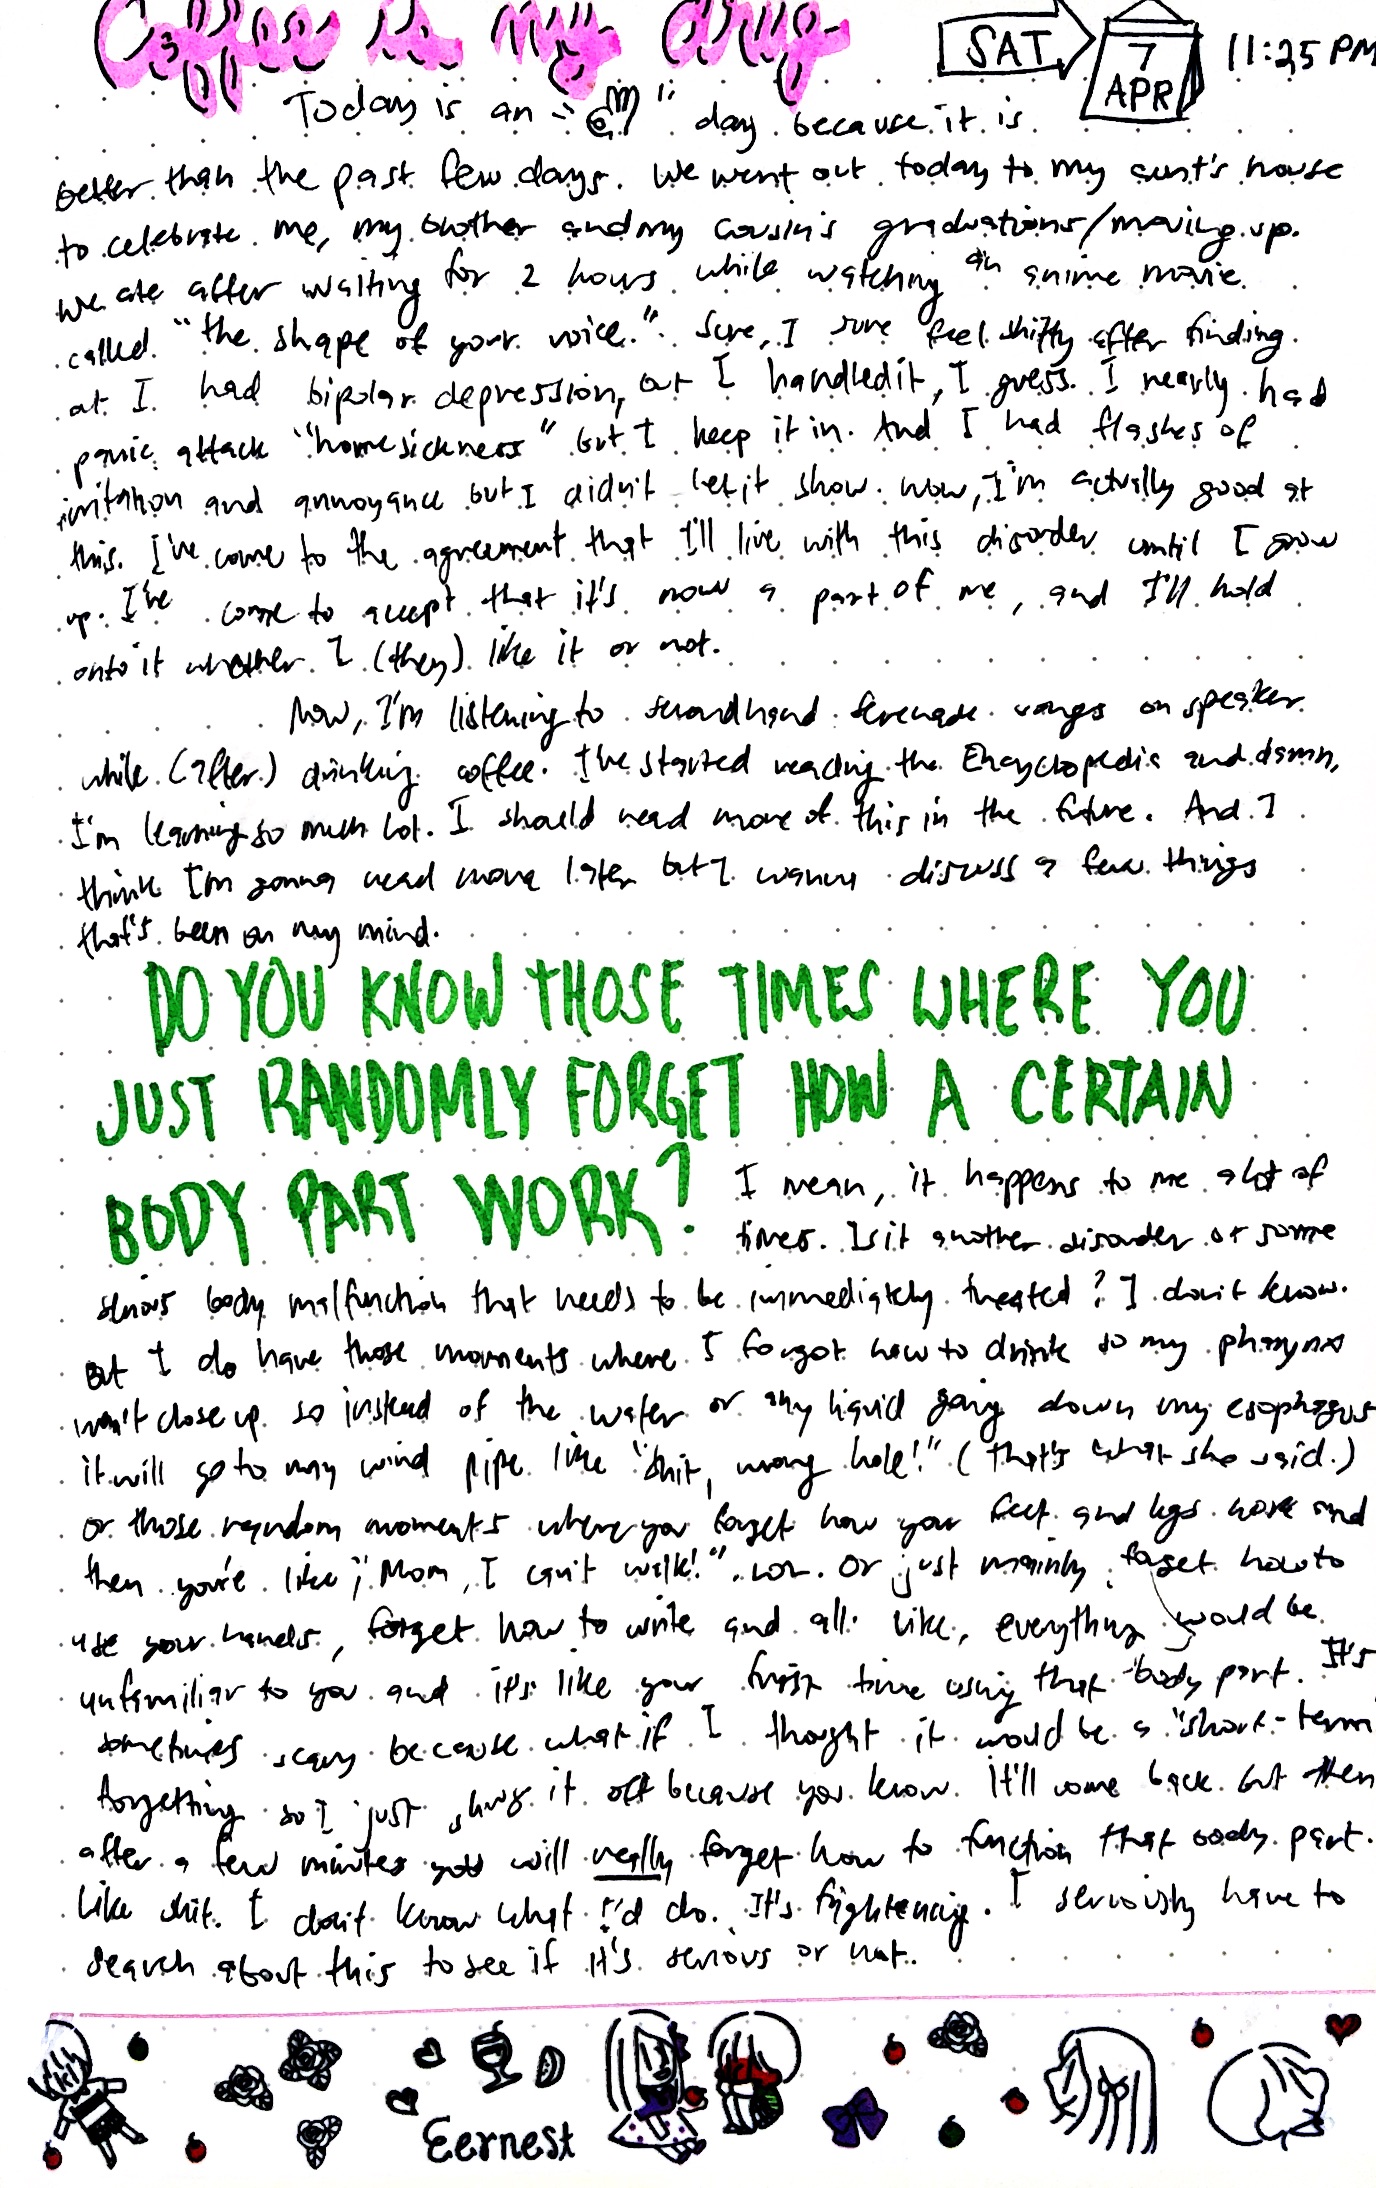 Coffee is my drug
SAT
7
APR
11:25 PM
Today is an "👌" day because it is
better than the past few days. We went out today to my aunt's house
to celebrate me, my brother and my cousin's graduations/moving up.
We ate after waiting for 2 hours while watching an anime movie
called "the shape of your voice." Sure, I sure feel shitty after finding
out I had bipolar depression, but I handled it, I guess. I nearly had
panic attack "homesickness" but I keep it in. And I had flashes of
irritation and annoyance but I didn't let it show. Now, I'm actually good at
this. I've come to the agreement that I'll live with this disorder until I grow
up. I've come to accept that it's now a part of me, and I'll hold
onto it whether I (they) like it or not.
Now, I'm listening to secondhand serenade songs on speaker
while (after) drinking coffee. I've started reading the Encyclopedia and damn,
I'm learning so much lot. I should read more of this in the future. And I
think I'm gonna read more later but I wanna discuss a few things
that's been on my mind.
DO YOU KNOW THOSE TIMES WHERE YOU
JUST RANDOMLY FORGET HOW A CERTAIN
BODY PART WORK?
I mean, it happens to me a lot of
times. Is it another disorder or some
serious body malfunction that needs to be immediately treated? I don't know.
But I do have those moments where I forgot how to drink so my pharynx
won't close up so instead of the water or any liquid going down my esophagus
it will go to my wind pipe like "shit, wrong hole!" (That's what she said.)
or those random moments where you forget how your feet and legs work and
then you're like, "Mom, I can't walk!". LOL. Or just mainly forget how to
use your hands, forget how to write and all. Like, everything would be
unfamiliar to you and it's like your first time using that body part. It's
sometimes scary because what if I thought it would be a "short-term
forgetting so I just shrug it off because you know. It'll come back but then
after a few minutes you will really forget how to function that body part.
Like shit. I don't know what I'd do. It's frightening. I seriously have to
search about this to see if it's serious or not.
Eernest